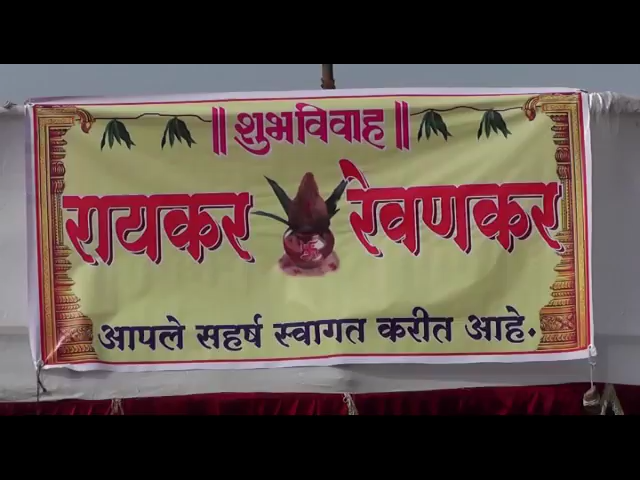 ॥ शुभविवाह ॥
रायकर रेवणकर
आपले सहर्ष स्वागत करीत आहे.